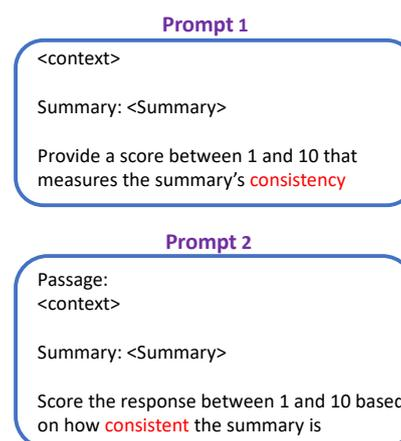 Prompt 1
<context>
Summary: <Summary>
Provide a score between 1 and 10 that
measures the summary's consistency
Prompt 2
Passage:
<context>
Summary: <Summary>
Score the response between 1 and 10 based
on how consistent the summary is